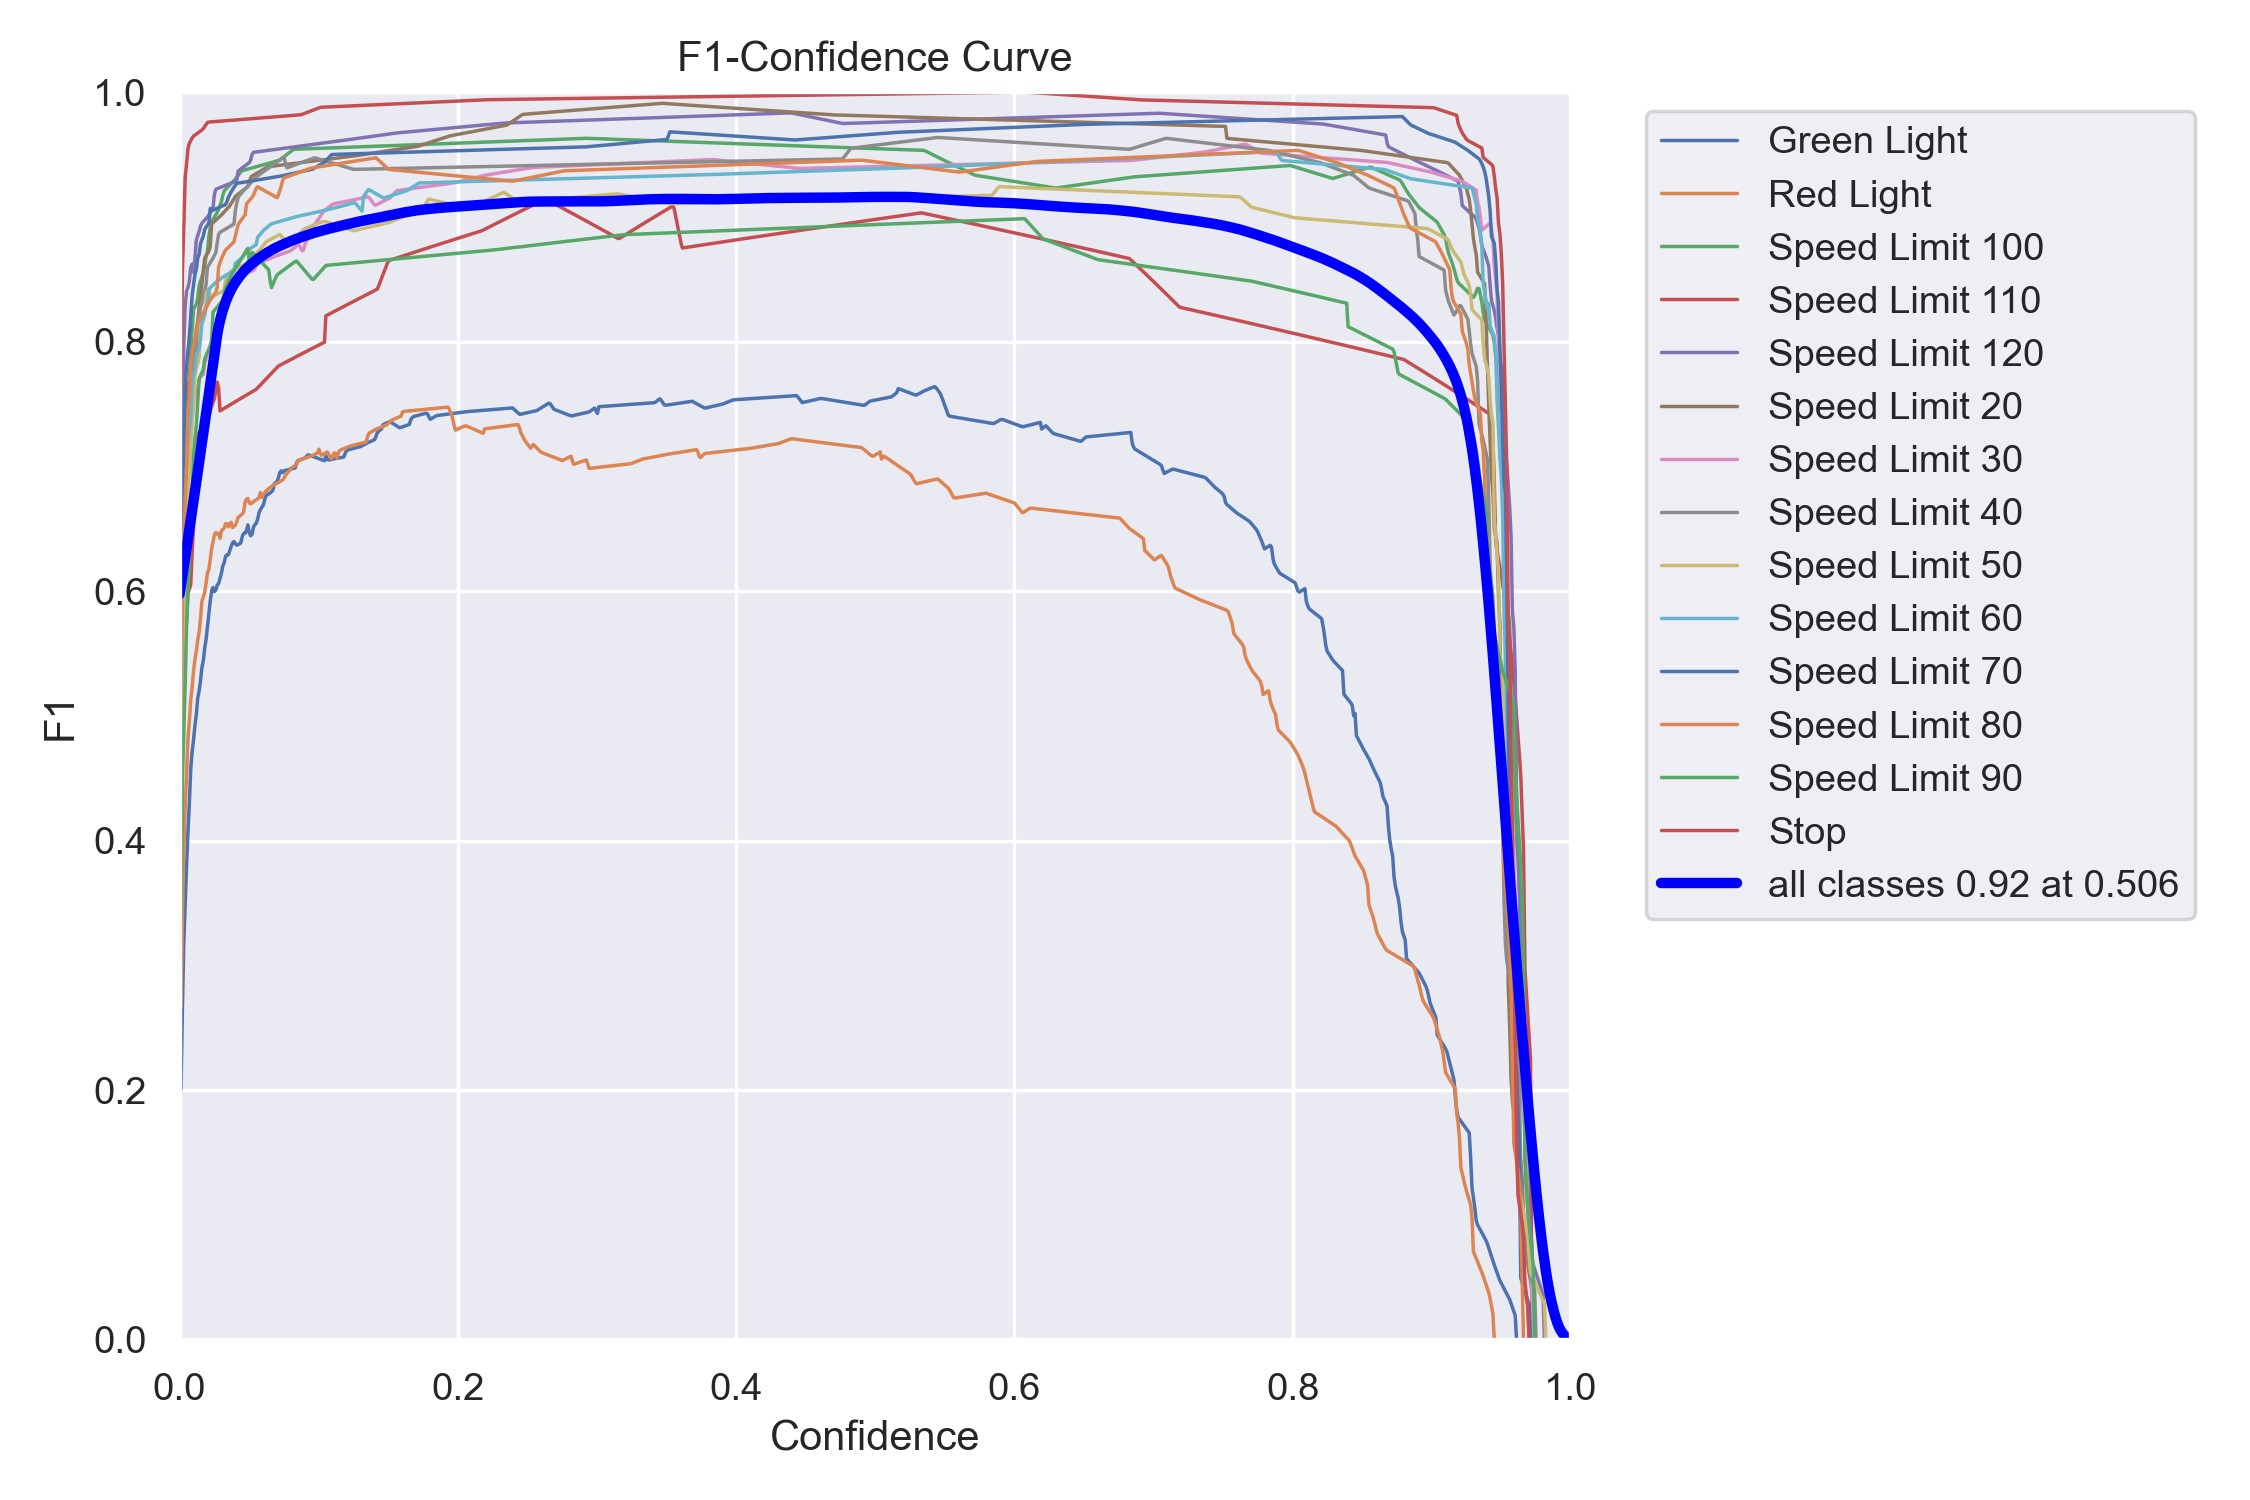 F1-Confidence Curve
1.0
0.8
0.6
0.4
0.2
0.0
F1
0.0 0.2 0.4 0.6 0.8 1.0
Confidence
Green Light
Red Light
Speed Limit 100
Speed Limit 110
Speed Limit 120
Speed Limit 20
Speed Limit 30
Speed Limit 40
Speed Limit 50
Speed Limit 60
Speed Limit 70
Speed Limit 80
Speed Limit 90
Stop
all classes 0.92 at 0.506